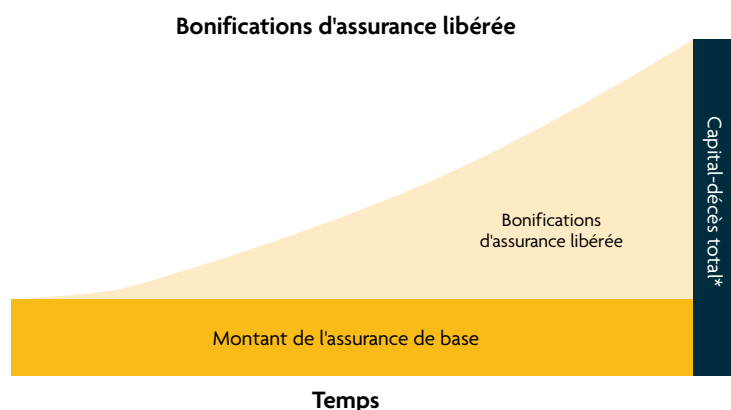 Bonifications d'assurance libérée
Capital-décès total*
Bonifications
d'assurance libérée
Montant de l'assurance de base
Temps